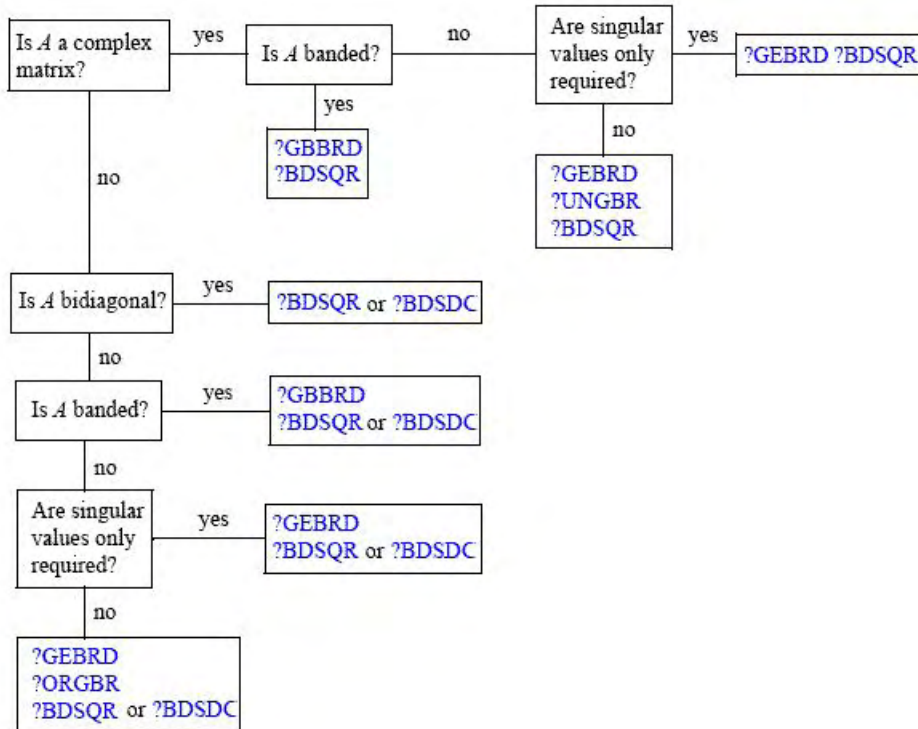 Is A a complex
matrix?
yes
Is A banded?
no
Are singular
values only
required?
yes
?GEBRD ?BDSQR
yes
?GBBRD
?BDSQR
no
?GEBRD
?UNGBR
?BDSQR
no
Is A bidiagonal?
yes
?BDSQR or ?BDSDC
no
Is A banded?
yes
?GBBRD
?BDSQR or ?BDSDC
no
Are singular
values only
required?
yes
?GEBRD
?BDSQR or ?BDSDC
no
?GEBRD
?ORGBR
?BDSQR or ?BDSDC